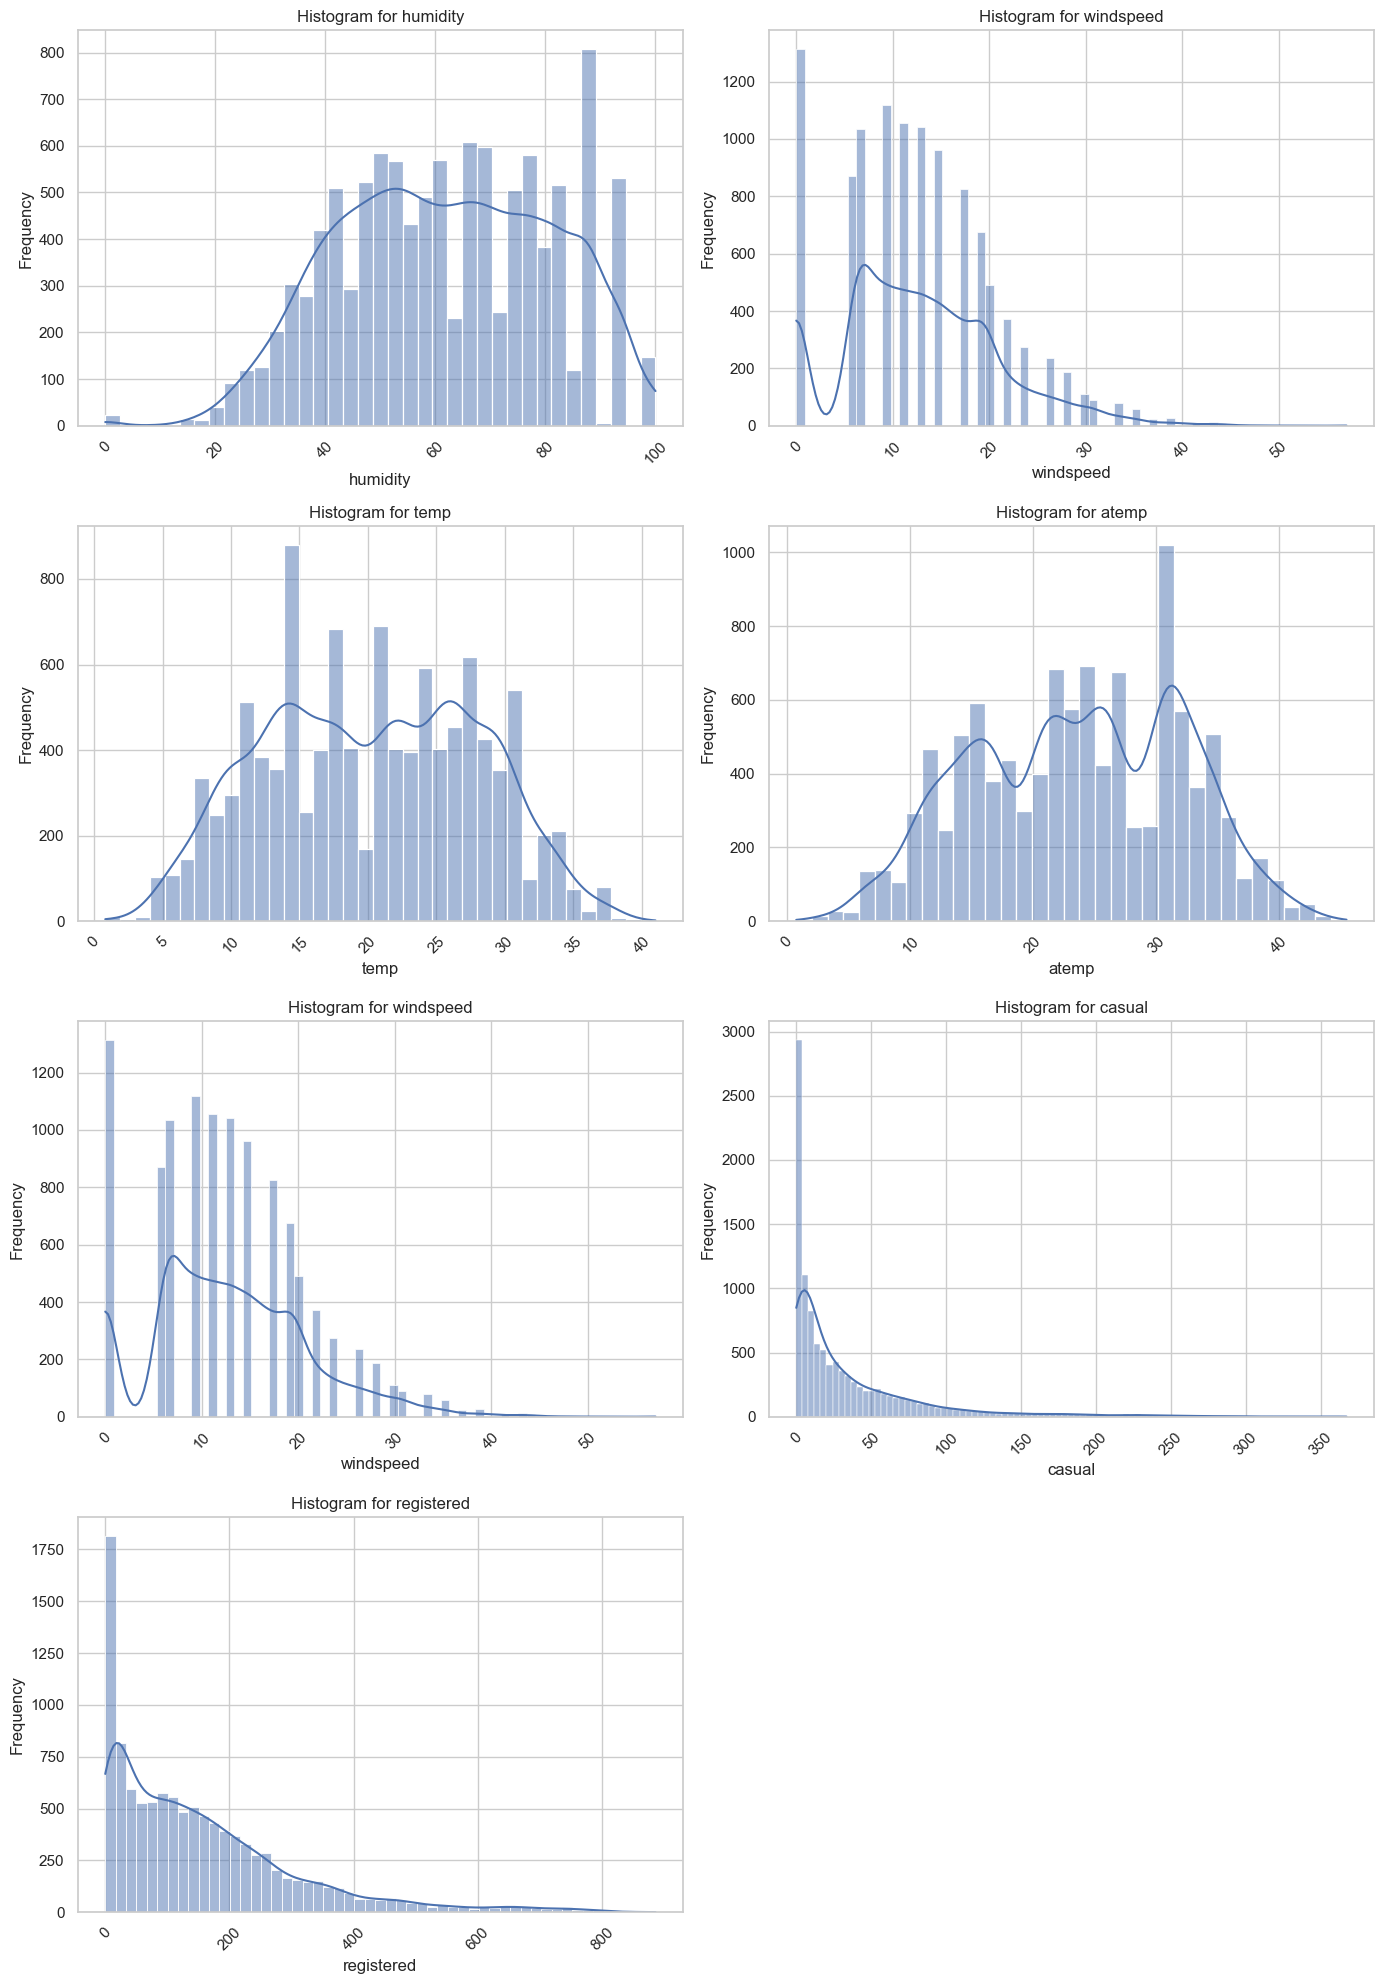 Histogram for humidity
Frequency
800
700
600
500
400
300
200
100
0
0 20 40 60 80 100
humidity
Histogram for windspeed
Frequency
1200
1000
800
600
400
200
0
0 10 20 30 40 50
windspeed
Histogram for temp
Frequency
800
600
400
200
0
0 5 10 15 20 25 30 35 40
temp
Histogram for atemp
Frequency
1000
800
600
400
200
0
0 10 20 30 40
atemp
Histogram for windspeed
Frequency
1200
1000
800
600
400
200
0
0 10 20 30 40 50
windspeed
Histogram for casual
Frequency
3000
2500
2000
1500
1000
500
0
0 50 100 150 200 250 300 350
casual
Histogram for registered
Frequency
1750
1500
1250
1000
750
500
250
0
0 200 400 600 800
registered